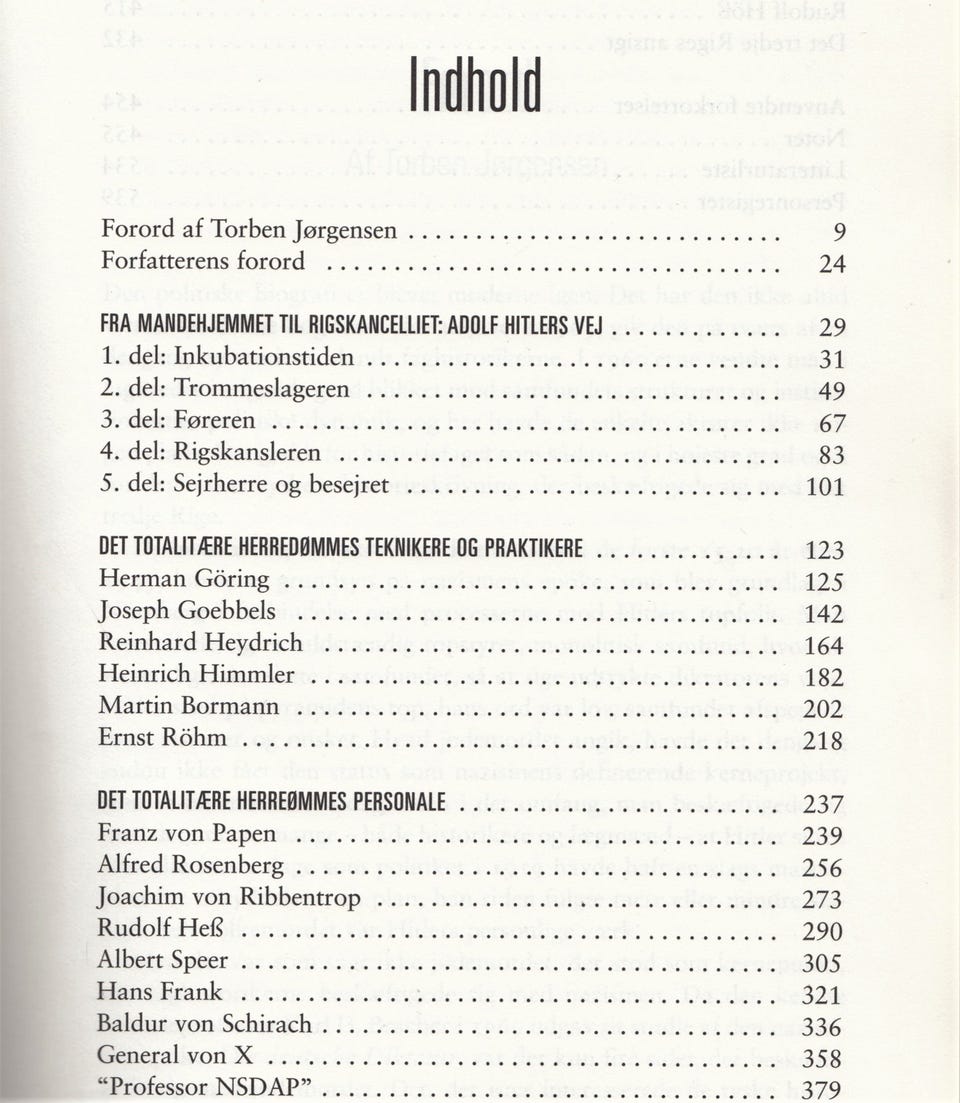 Indhold
Forord af Torben Jørgensen . . . . . . . . . . . . . . . . . . . . . . . . . . . . 9
Forfatterens forord . . . . . . . . . . . . . . . . . . . . . . . . . . . . . . . . . . 24
FRA MANDEHJEMMET TIL RIGSKANCELLIET: ADOLF HITLERS VEJ . . . . . . . . . . . . . 29
1. del: Inkubationstiden . . . . . . . . . . . . . . . . . . . . . . . . . . . . . . . 31
2. del: Trommeslageren . . . . . . . . . . . . . . . . . . . . . . . . . . . . . . . 49
3. del: Føreren . . . . . . . . . . . . . . . . . . . . . . . . . . . . . . . . . . . . . . . 67
4. del: Rigskansleren . . . . . . . . . . . . . . . . . . . . . . . . . . . . . . . . . 83
5. del: Sejrherre og besejret . . . . . . . . . . . . . . . . . . . . . . . . . . . . 101
DET TOTALITÆRE HERREDØMMES TEKNIKERE OG PRAKTIKERE . . . . . . . . . . . . . . 123
Herman Göring . . . . . . . . . . . . . . . . . . . . . . . . . . . . . . . . . . . . . 125
Joseph Goebbels . . . . . . . . . . . . . . . . . . . . . . . . . . . . . . . . . . . . 142
Reinhard Heydrich . . . . . . . . . . . . . . . . . . . . . . . . . . . . . . . . . . 164
Heinrich Himmler . . . . . . . . . . . . . . . . . . . . . . . . . . . . . . . . . . . 182
Martin Bormann . . . . . . . . . . . . . . . . . . . . . . . . . . . . . . . . . . . . 202
Ernst Röhm . . . . . . . . . . . . . . . . . . . . . . . . . . . . . . . . . . . . . . . . 218
DET TOTALITÆRE HERREØMMES PERSONALE . . . . . . . . . . . . . . . . . . . . . . . . 237
Franz von Papen . . . . . . . . . . . . . . . . . . . . . . . . . . . . . . . . . . . . 239
Alfred Rosenberg . . . . . . . . . . . . . . . . . . . . . . . . . . . . . . . . . . . 256
Joachim von Ribbentrop . . . . . . . . . . . . . . . . . . . . . . . . . . . . . . 273
Rudolf Heß . . . . . . . . . . . . . . . . . . . . . . . . . . . . . . . . . . . . . . . . 290
Albert Speer . . . . . . . . . . . . . . . . . . . . . . . . . . . . . . . . . . . . . . . . 305
Hans Frank . . . . . . . . . . . . . . . . . . . . . . . . . . . . . . . . . . . . . . . . 321
Baldur von Schirach . . . . . . . . . . . . . . . . . . . . . . . . . . . . . . . . . 336
General von X . . . . . . . . . . . . . . . . . . . . . . . . . . . . . . . . . . . . . . 358
“Professor NSDAP” . . . . . . . . . . . . . . . . . . . . . . . . . . . . . . . . . . 379